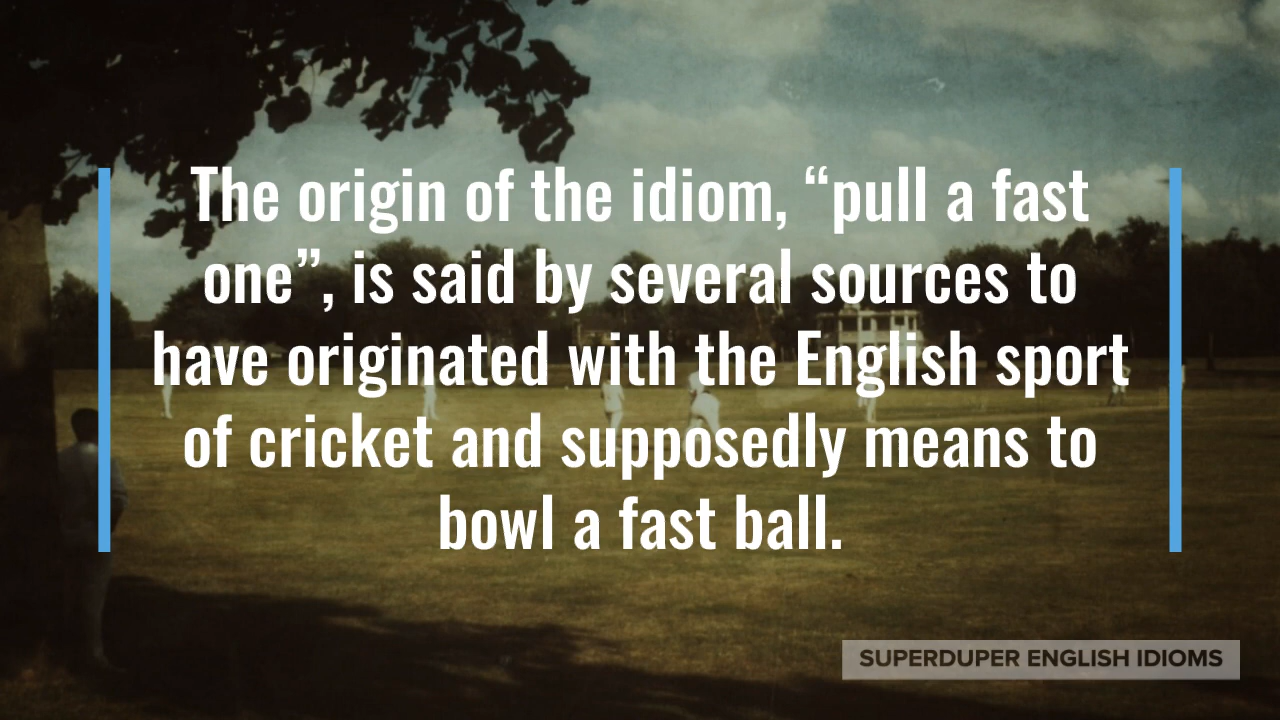 The origin of the idiom, “pull a fast
one”, is said by several sources to
have originated with the English sport
of cricket and supposedly means to
bowl a fast ball.
SUPERDUPER ENGLISH IDIOMS